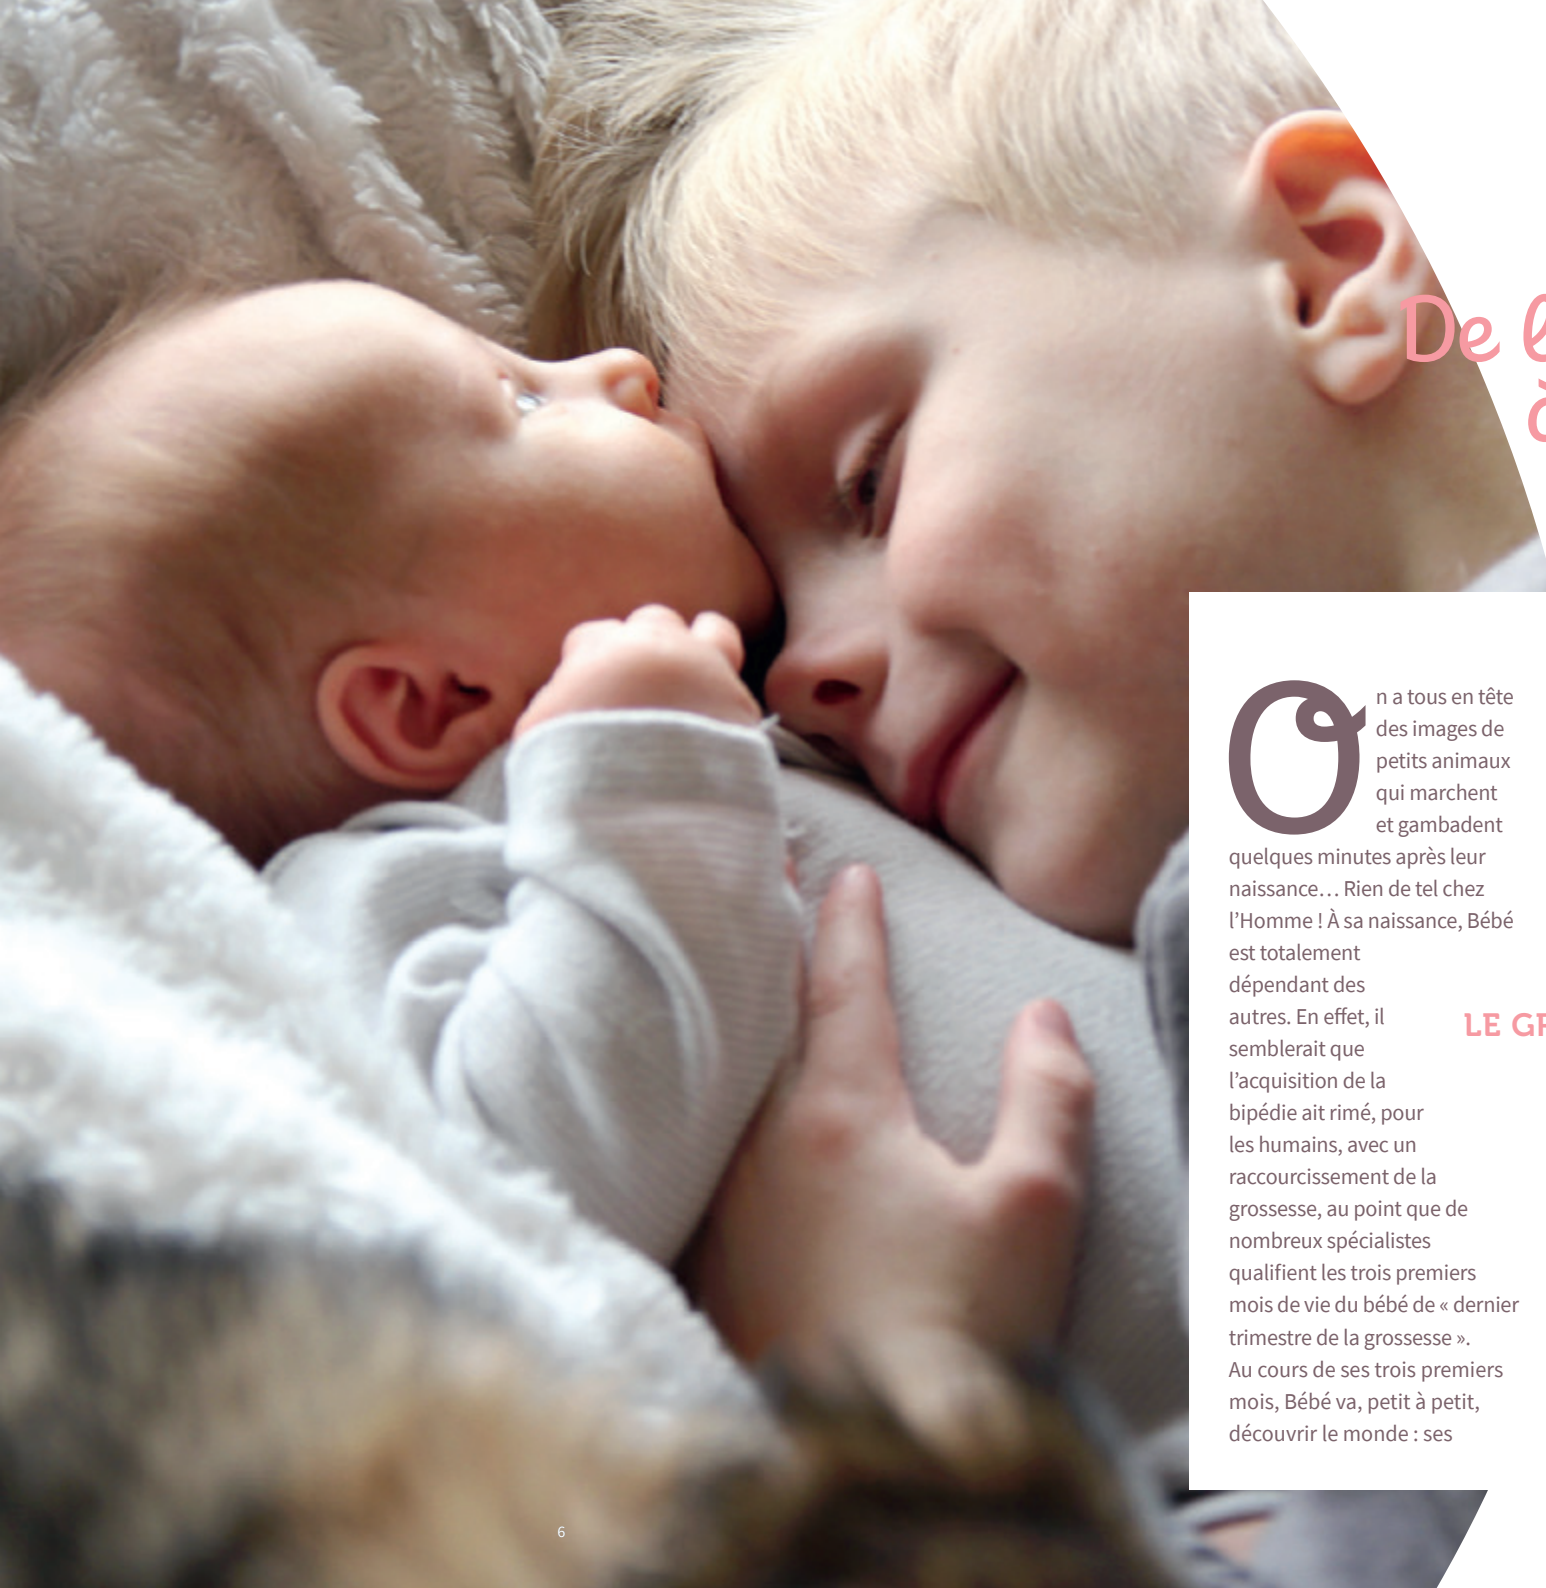 De
à
On a tous en tête
des images de
petits animaux
qui marchent
et gambadent
quelques minutes après leur
naissance… Rien de tel chez
l’Homme ! À sa naissance, Bébé
est totalement
dépendant des
autres. En effet, il
semblerait que
l’acquisition de la
bipédie ait rimé, pour
les humains, avec un
raccourcissement de la
grossesse, au point que de
nombreux spécialistes
qualifient les trois premiers
mois de vie du bébé de « dernier
trimestre de la grossesse ».
Au cours de ses trois premiers
mois, Bébé va, petit à petit,
découvrir le monde : ses
LE
6